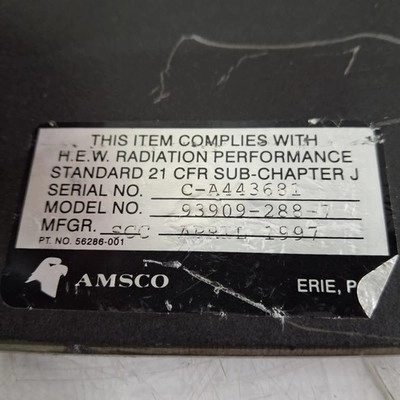 THIS ITEM COMPLIES WITH
H.E.W. RADIATION PERFORMANCE
STANDARD 21 CFR SUB-CHAPTER J
SERIAL NO. C-A443681
MODEL NO. 93909-288-7
MFGR. SCC APRIL 1997
PT. NO. 56286-001
AMSCO ERIE, P